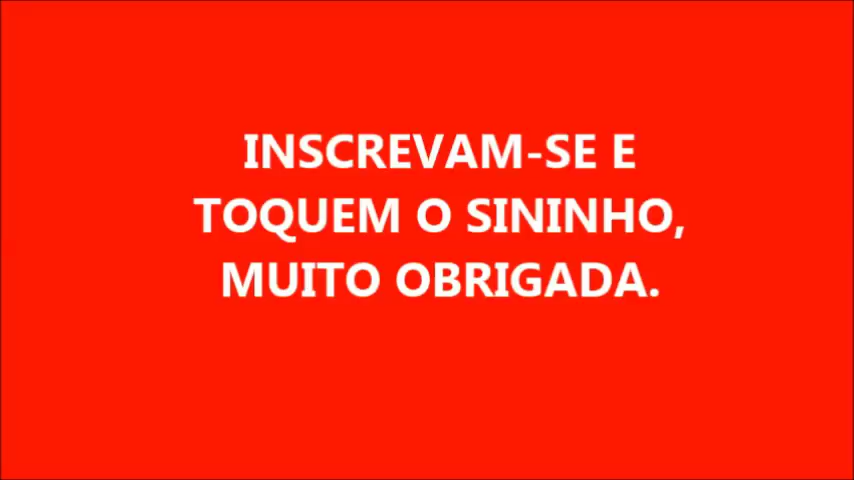 INSCREVAM-SE E
TOQUEM O SININHO,
MUITO OBRIGADA.